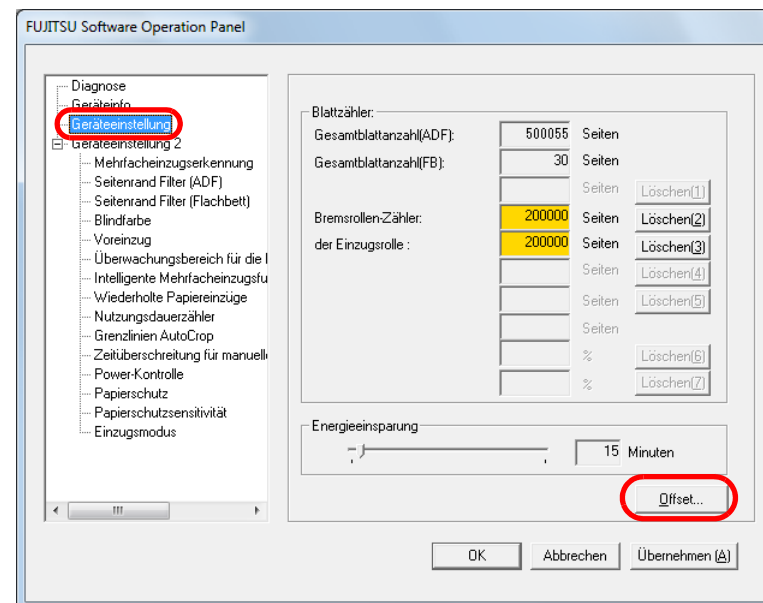 FUJITSU Software Operation Panel
Diagnose
Geräteinfo
Geräteeinstellung
Geräteeinstellung 2
Mehrfacheinzugserkennung
Seitenrand Filter (ADF)
Seitenrand Filter (Flachbett)
Blindfarbe
Voreinzug
Überwachungsbereich für die
Intelligente Mehrfacheinzugsfu
Wiederholte Papiereinzüge
Nutzungsdauerzähler
Grenzlinien AutoCrop
Zeitüberschreitung für manuell
Power-Kontrolle
Papierschutz
Papierschutzsensitivität
Einzugsmodus
Blattzähler:
Gesamtblattanzahl(ADF): 500055 Seiten
Gesamtblattanzahl(FB): 30 Seiten
Seiten Löschen(1)
Bremsrollen-Zähler: 200000 Seiten Löschen(2)
der Einzugsrolle : 200000 Seiten Löschen(3)
Seiten Löschen(4)
Seiten Löschen(5)
Seiten
% Löschen(6)
% Löschen(7)
Energieeinsparung
15 Minuten
Offset...
OK Abbrechen Übernehmen (A)